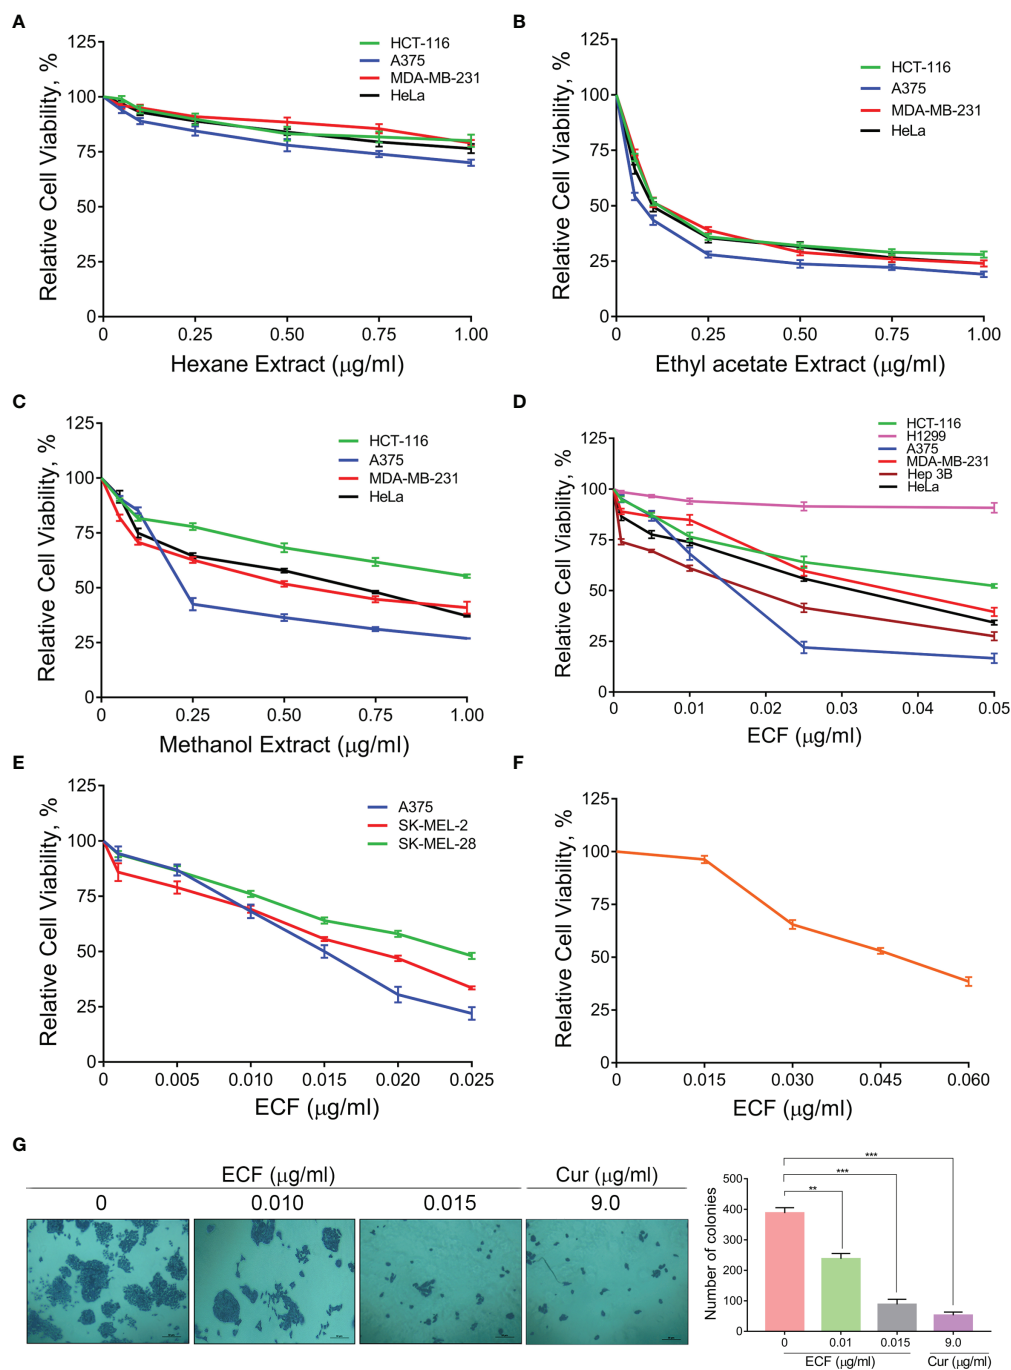 A
Relative Cell Viability, %
125
100
75
50
25
0
HCT-116
A375
MDA-MB-231
HeLa
0 0.25 0.50 0.75 1.00
Hexane Extract (µg/ml)
B
Relative Cell Viability, %
125
100
75
50
25
0
HCT-116
A375
MDA-MB-231
HeLa
0 0.25 0.50 0.75 1.00
Ethyl acetate Extract (µg/ml)
C
Relative Cell Viability, %
125
100
75
50
25
0
HCT-116
A375
MDA-MB-231
HeLa
0 0.25 0.50 0.75 1.00
Methanol Extract (µg/ml)
D
Relative Cell Viability, %
125
100
75
50
25
0
HCT-116
H1299
A375
MDA-MB-231
Hep 3B
HeLa
0 0.01 0.02 0.03 0.04 0.05
ECF (µg/ml)
E
Relative Cell Viability, %
125
100
75
50
25
0
A375
SK-MEL-2
SK-MEL-28
0 0.005 0.010 0.015 0.020 0.025
ECF (µg/ml)
F
Relative Cell Viability, %
125
100
75
50
25
0
0 0.015 0.030 0.045 0.060
ECF (µg/ml)
G
ECF (µg/ml) Cur (µg/ml)
0 0.010 0.015 9.0
Number of colonies
500
400
300
200
100
0
***
***
**
0 0.01 0.015 9.0
ECF (µg/ml) Cur (µg/ml)